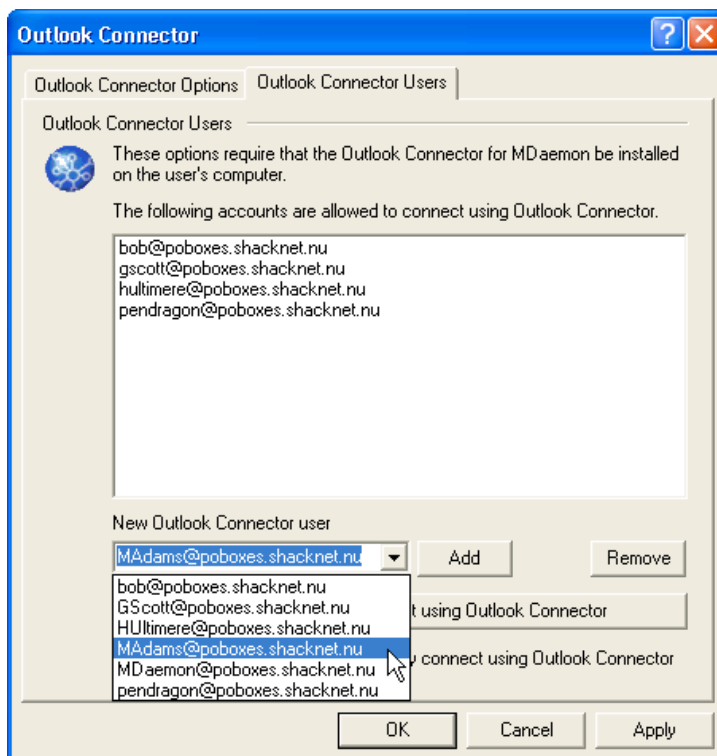 Outlook Connector
Outlook Connector Options
Outlook Connector Users
Outlook Connector Users
These options require that the Outlook Connector for MDaemon be installed
on the user's computer.
The following accounts are allowed to connect using Outlook Connector.
bob@poboxes.shacknet.nu
gscott@poboxes.shacknet.nu
hultimere@poboxes.shacknet.nu
pendragon@poboxes.shacknet.nu
New Outlook Connector user
MAdams@poboxes.shacknet.nu
Add
Remove
bob@poboxes.shacknet.nu
GScott@poboxes.shacknet.nu
HUltimere@poboxes.shacknet.nu
MAdams@poboxes.shacknet.nu
MDaemon@poboxes.shacknet.nu
pendragon@poboxes.shacknet.nu
using Outlook Connector
connect using Outlook Connector
OK
Cancel
Apply